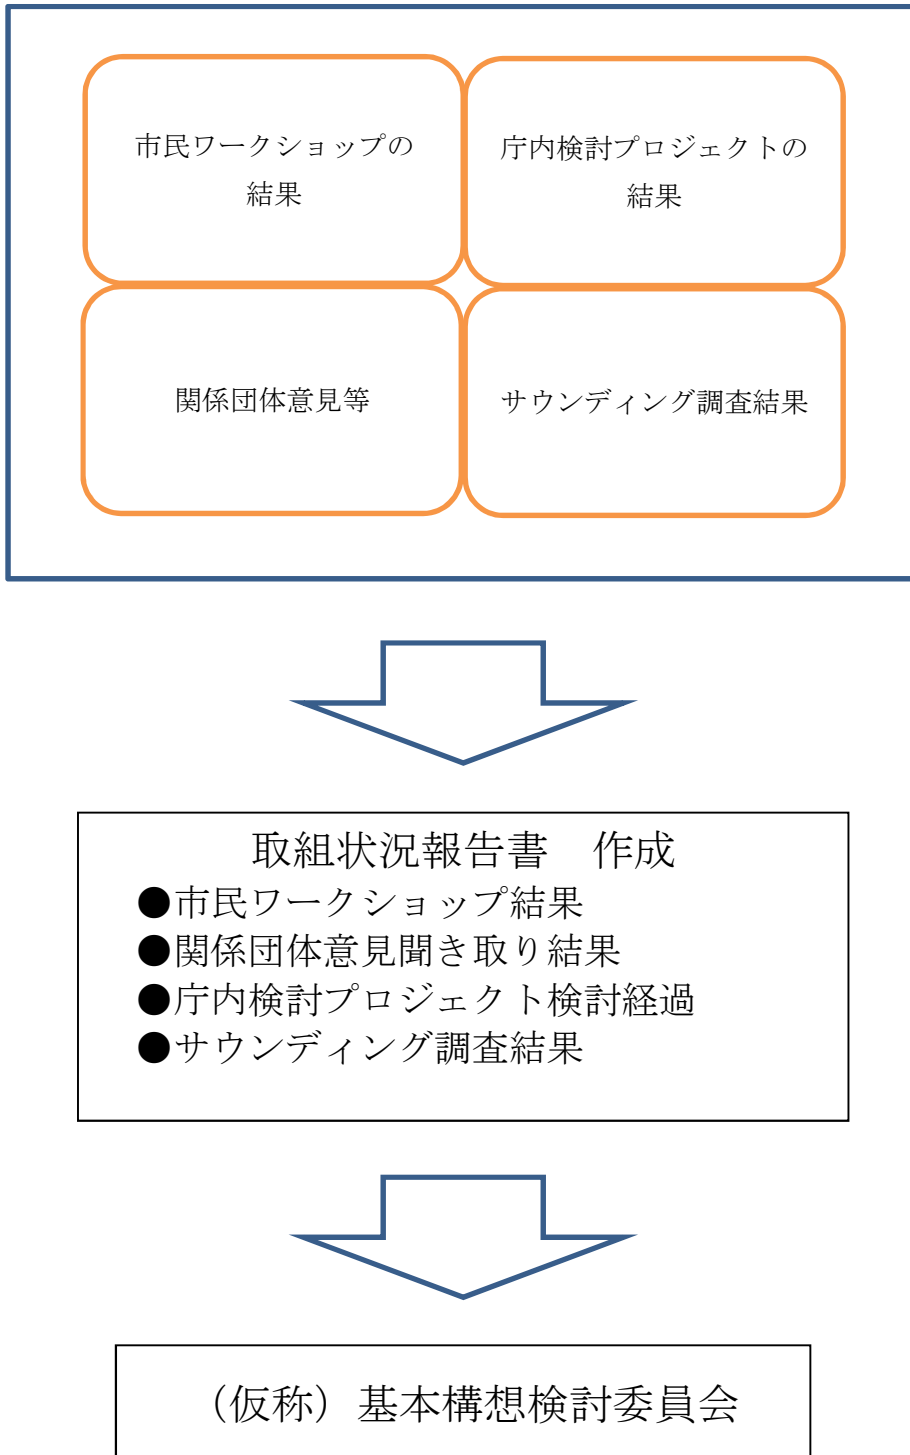 市民ワークショップの
結果
庁内検討プロジェクトの
結果
関係団体意見等
サウンディング調査結果
取組状況報告書　作成
●市民ワークショップ結果
●関係団体意見聞き取り結果
●庁内検討プロジェクト検討経過
●サウンディング調査結果
（仮称）基本構想検討委員会